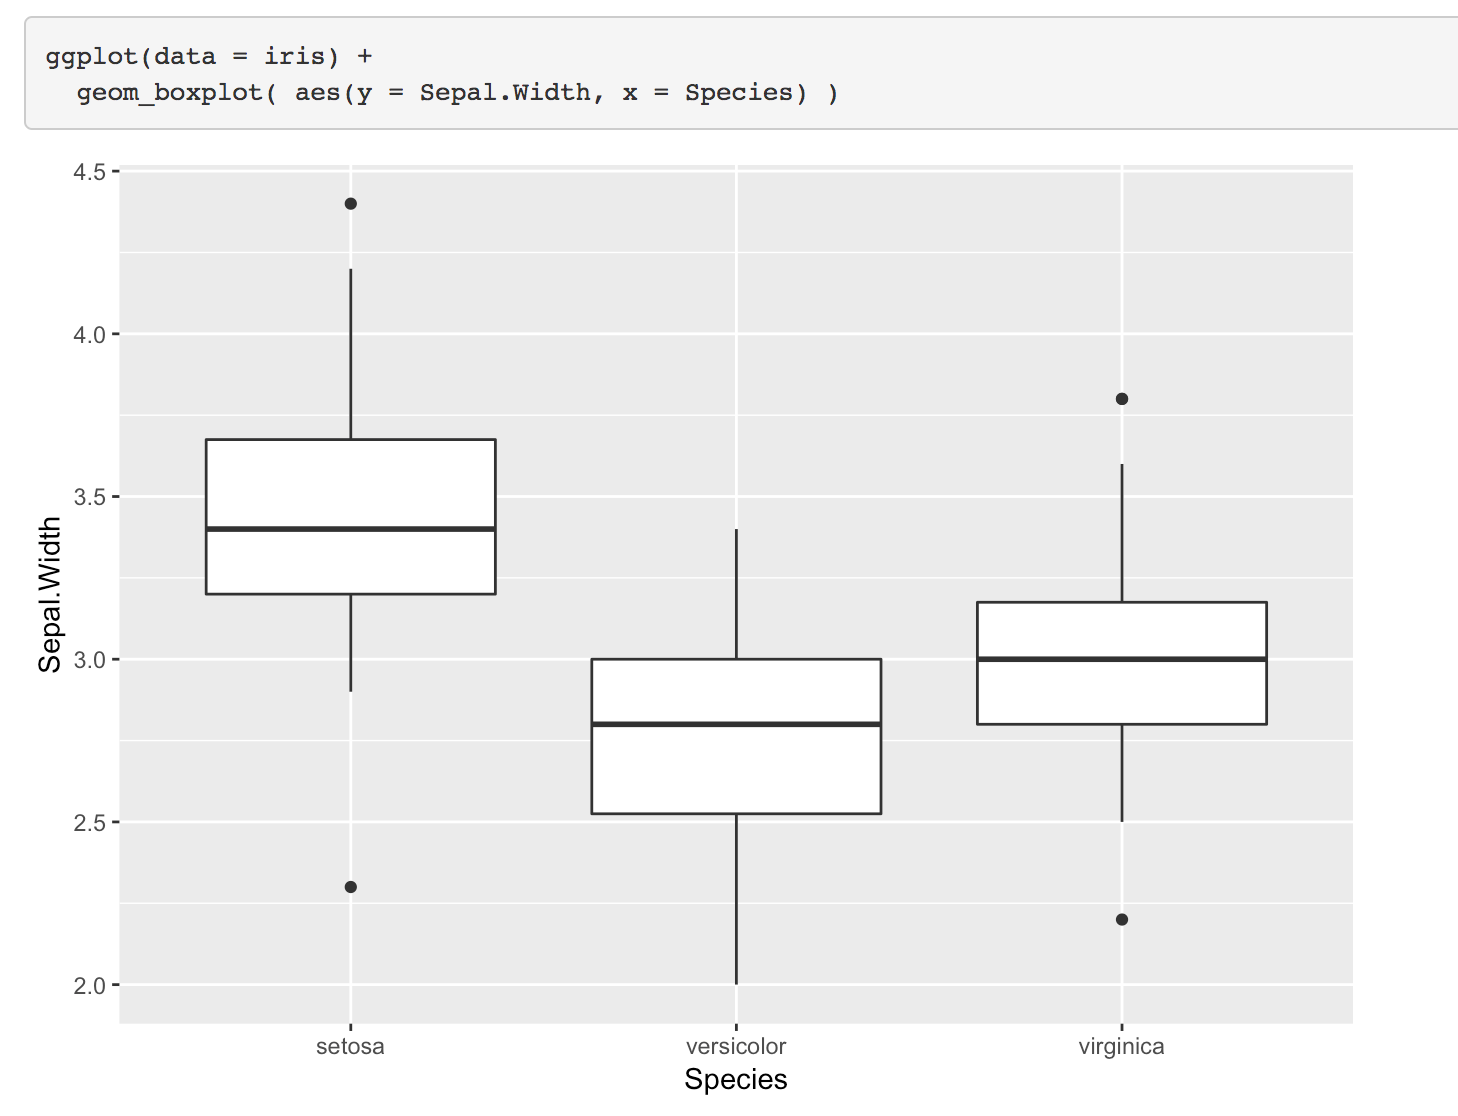 ggplot(data = iris) +
  geom_boxplot( aes(y = Sepal.Width, x = Species) )
4.5
4.0
3.5
3.0
2.5
2.0
Sepal.Width
setosa versicolor virginica
Species